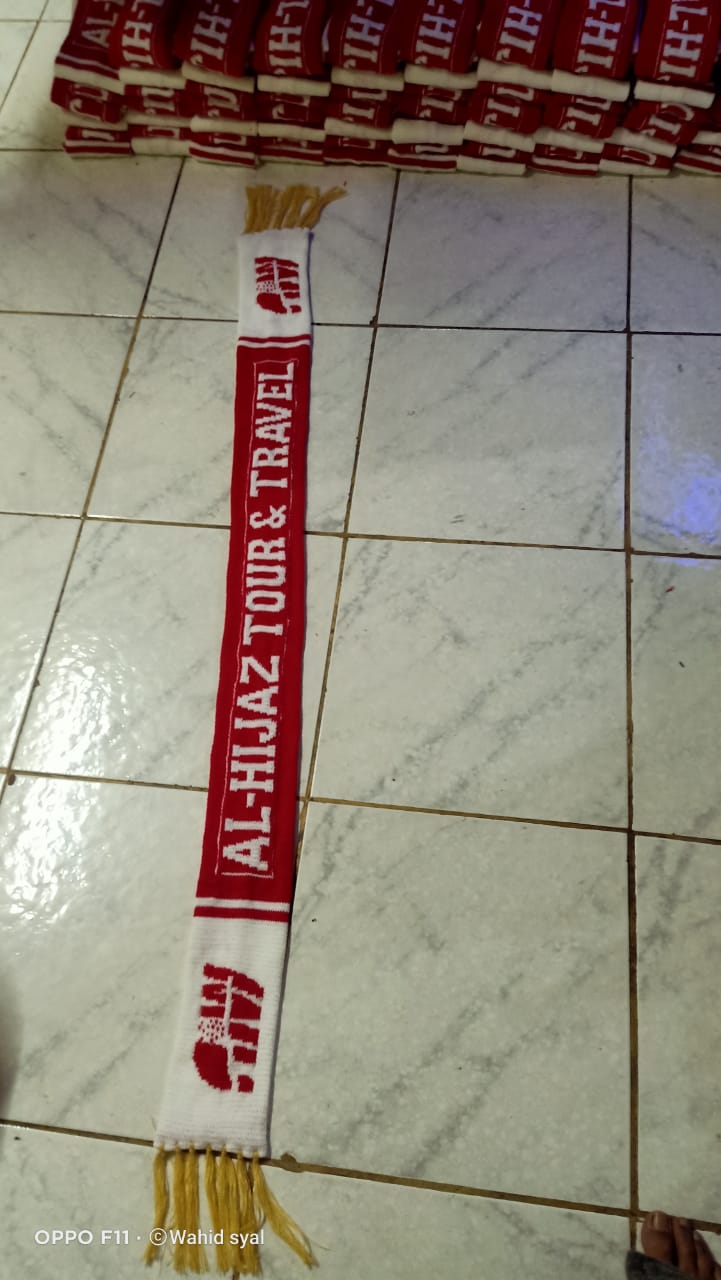 AL-HIJAZ TOUR & TRAVEL
OPPO F11 · ©Wahid syal